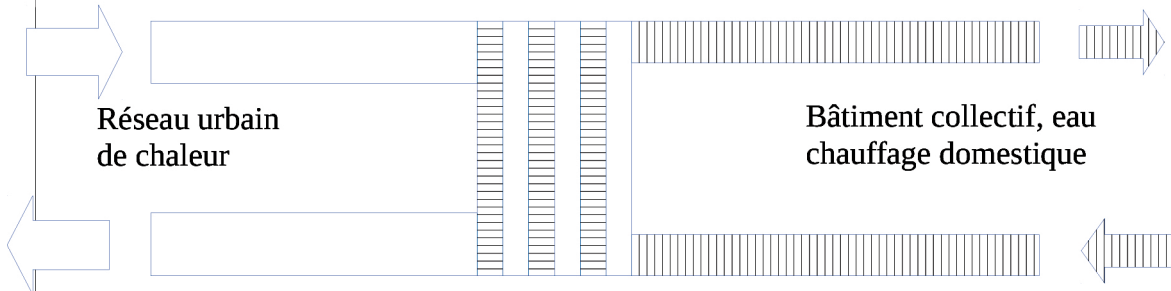 Réseau urbain
de chaleur
Bâtiment collectif, eau
chauffage domestique